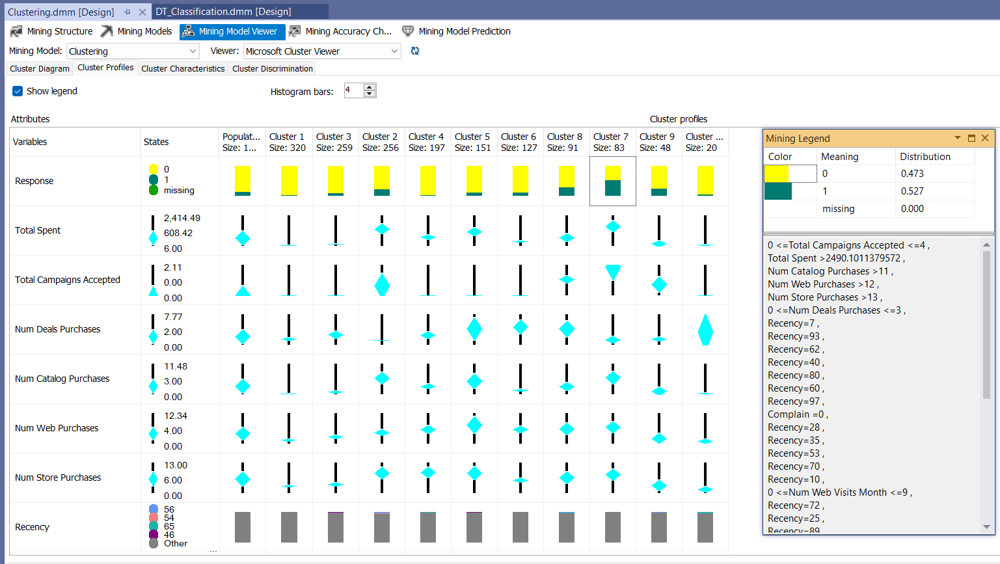 Clustering.dmm [Design]
DT_Classification.dmm [Design]
Mining Structure
Mining Models
Mining Model Viewer
Mining Accuracy Ch...
Mining Model Prediction
Mining Model:
Clustering
Viewer:
Microsoft Cluster Viewer
Cluster Diagram
Cluster Profiles
Cluster Characteristics
Cluster Discrimination
Show legend
Histogram bars:
4
Attributes
Cluster profiles
Variables
States
Populat...
Size: 1...
Cluster 1
Size: 320
Cluster 3
Size: 259
Cluster 2
Size: 256
Cluster 4
Size: 197
Cluster 5
Size: 151
Cluster 6
Size: 127
Cluster 8
Size: 91
Cluster 7
Size: 83
Cluster 9
Size: 48
Cluster ...
Size: 20
Response
0
1
missing
Total Spent
2,414.49
608.42
6.00
Total Campaigns Accepted
2.11
0.00
0.00
Num Deals Purchases
7.77
2.00
0.00
Num Catalog Purchases
11.48
3.00
0.00
Num Web Purchases
12.34
4.00
0.00
Num Store Purchases
13.00
6.00
0.00
Recency
56
54
65
46
Other
...
Mining Legend
Color Meaning Distribution
0 0.473
1 0.527
missing 0.000
0 <=Total Campaigns Accepted <=4 ,
Total Spent >2490.1011379572 ,
Num Catalog Purchases >11 ,
Num Web Purchases >12 ,
Num Store Purchases >13 ,
0 <=Num Deals Purchases <=3 ,
Recency=7 ,
Recency=93 ,
Recency=62 ,
Recency=40 ,
Recency=80 ,
Recency=60 ,
Recency=97 ,
Complain =0 ,
Recency=28 ,
Recency=35 ,
Recency=53 ,
Recency=70 ,
Recency=10 ,
0 <=Num Web Visits Month <=9 ,
Recency=72 ,
Recency=25 ,
Recency=89